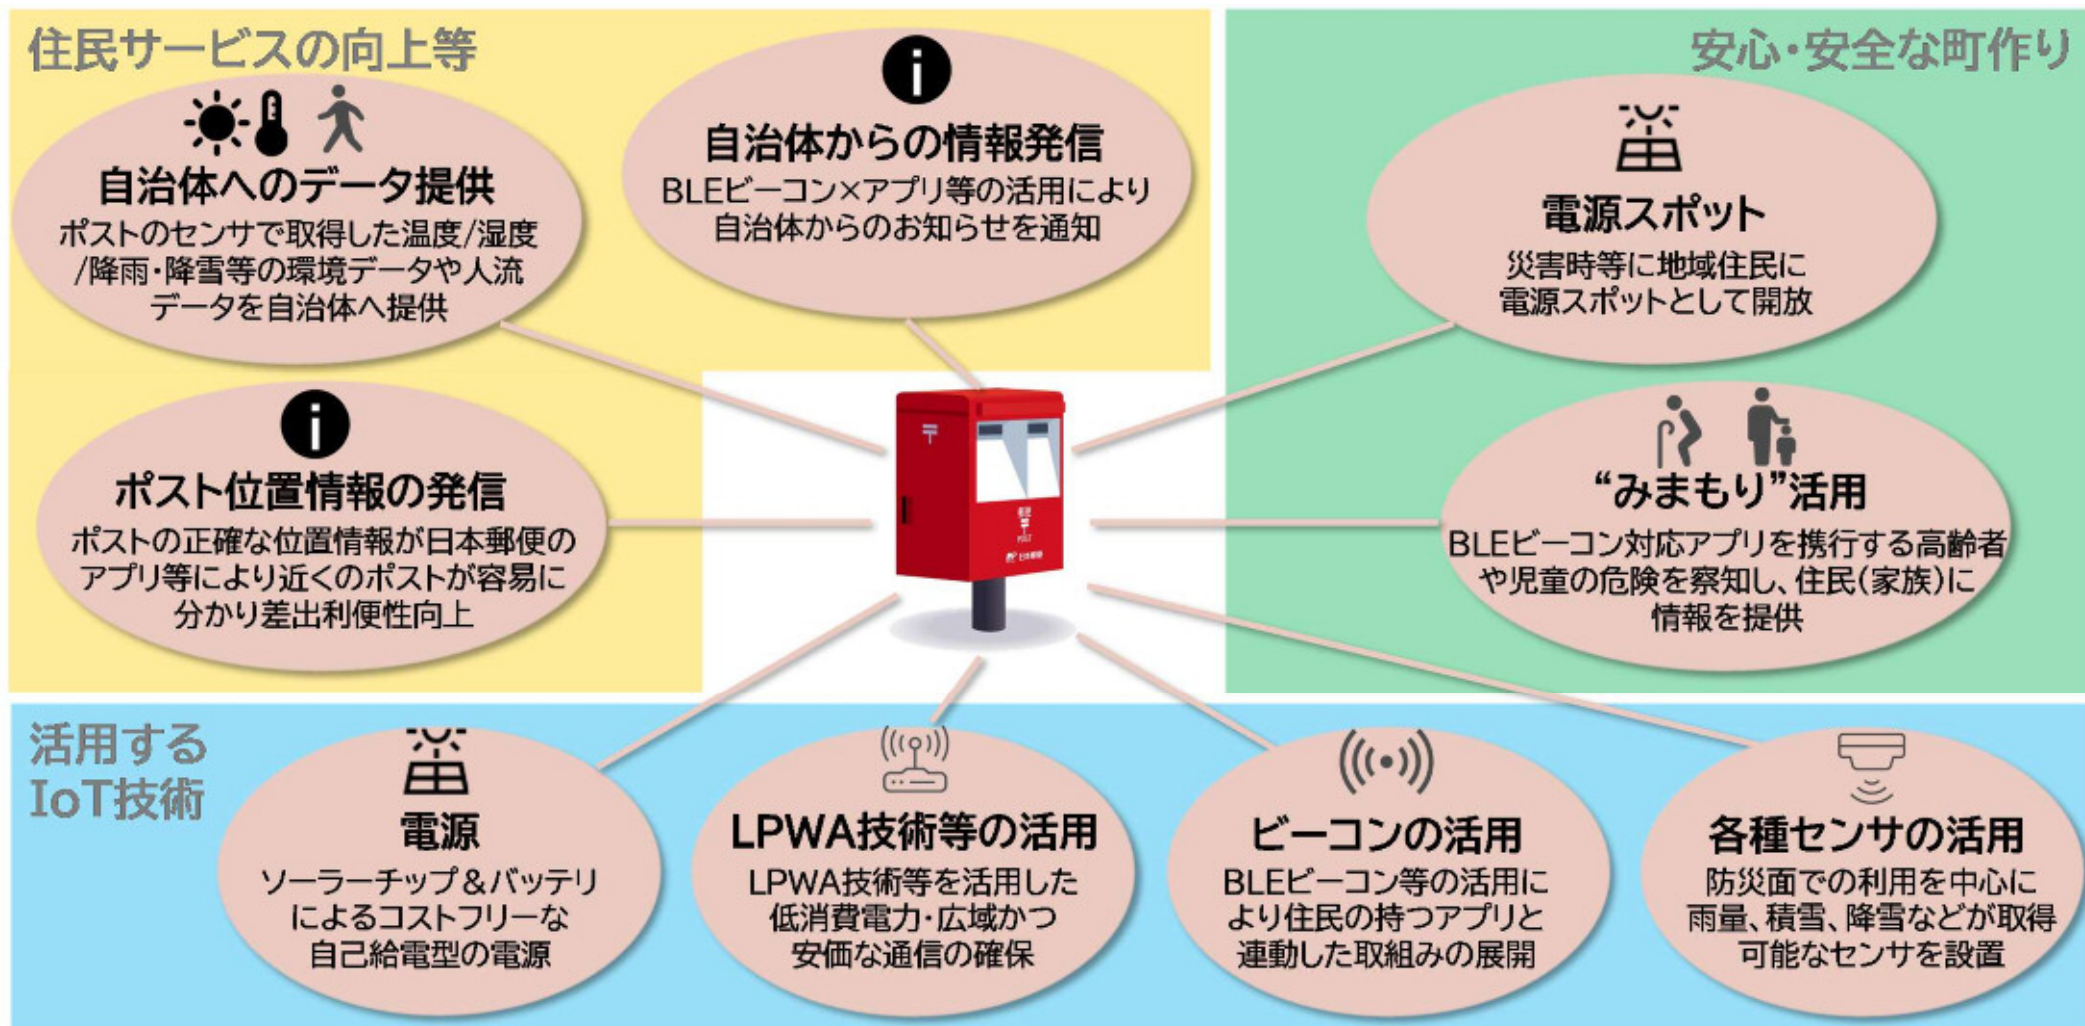 住民サービスの向上等
自治体へのデータ提供
ポストのセンサで取得した温度/湿度
/降雨・降雪等の環境データや人流
データを自治体へ提供
自治体からの情報発信
BLEビーコン×アプリ等の活用により
自治体からのお知らせを通知
ポスト位置情報の発信
ポストの正確な位置情報が日本郵便の
アプリ等により近くのポストが容易に
分かり差出利便性向上
安心・安全な町作り
電源スポット
災害時等に地域住民に
電源スポットとして開放
“みまもり”活用
BLEビーコン対応アプリを携行する高齢者
や児童の危険を察知し、住民(家族)に
情報を提供
〒
〒
活用する
IoT技術
電源
ソーラーチップ&バッテリ
によるコストフリーな
自己給電型の電源
LPWA技術等の活用
LPWA技術等を活用した
低消費電力・広域かつ
安価な通信の確保
ビーコンの活用
BLEビーコン等の活用に
より住民の持つアプリと
連動した取組みの展開
各種センサの活用
防災面での利用を中心に
雨量、積雪、降雪などが取得
可能なセンサを設置